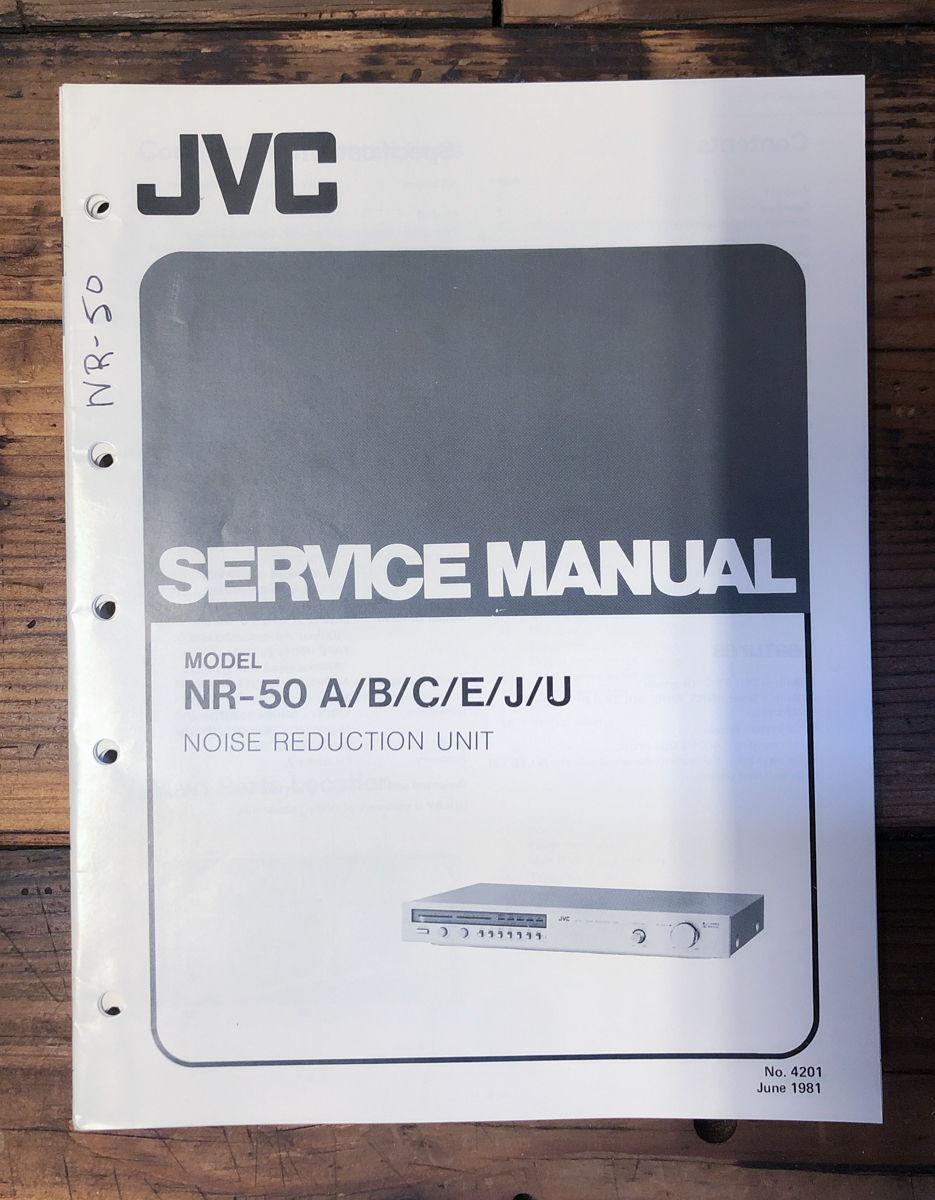 JVC
NR-50
SERVICE MANUAL
MODEL
NR-50 A/B/C/E/J/U
NOISE REDUCTION UNIT
JVC
No. 4201
June 1981